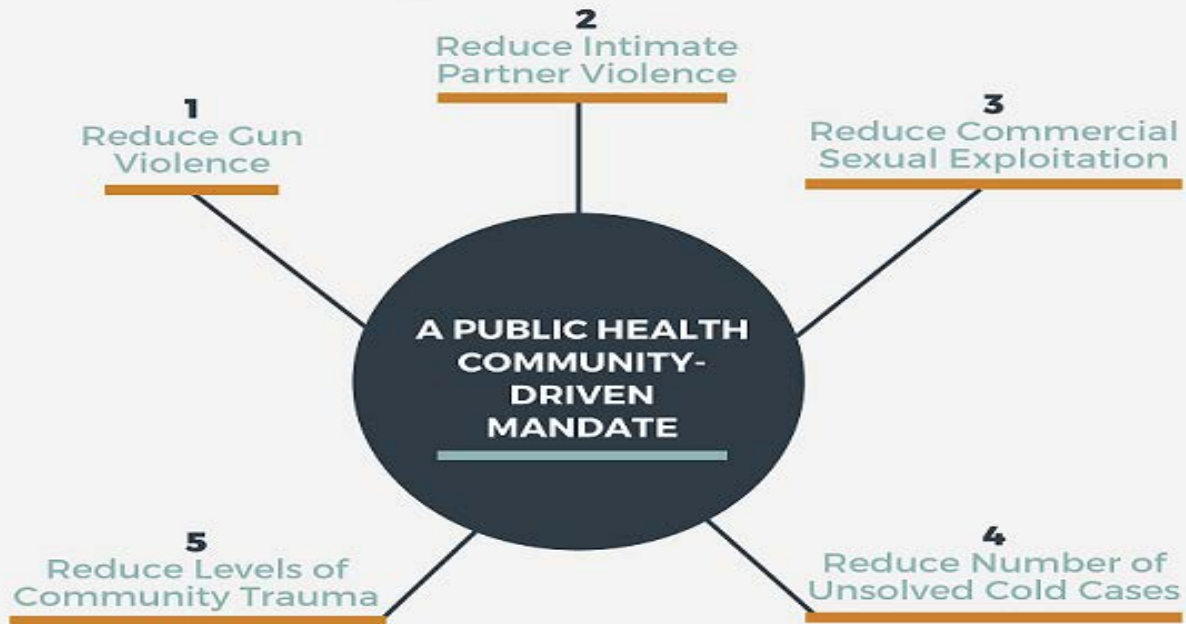 1
Reduce Gun
Violence
2
Reduce Intimate
Partner Violence
3
Reduce Commercial
Sexual Exploitation
A PUBLIC HEALTH
COMMUNITY-
DRIVEN
MANDATE
4
Reduce Number of
Unsolved Cold Cases
5
Reduce Levels of
Community Trauma